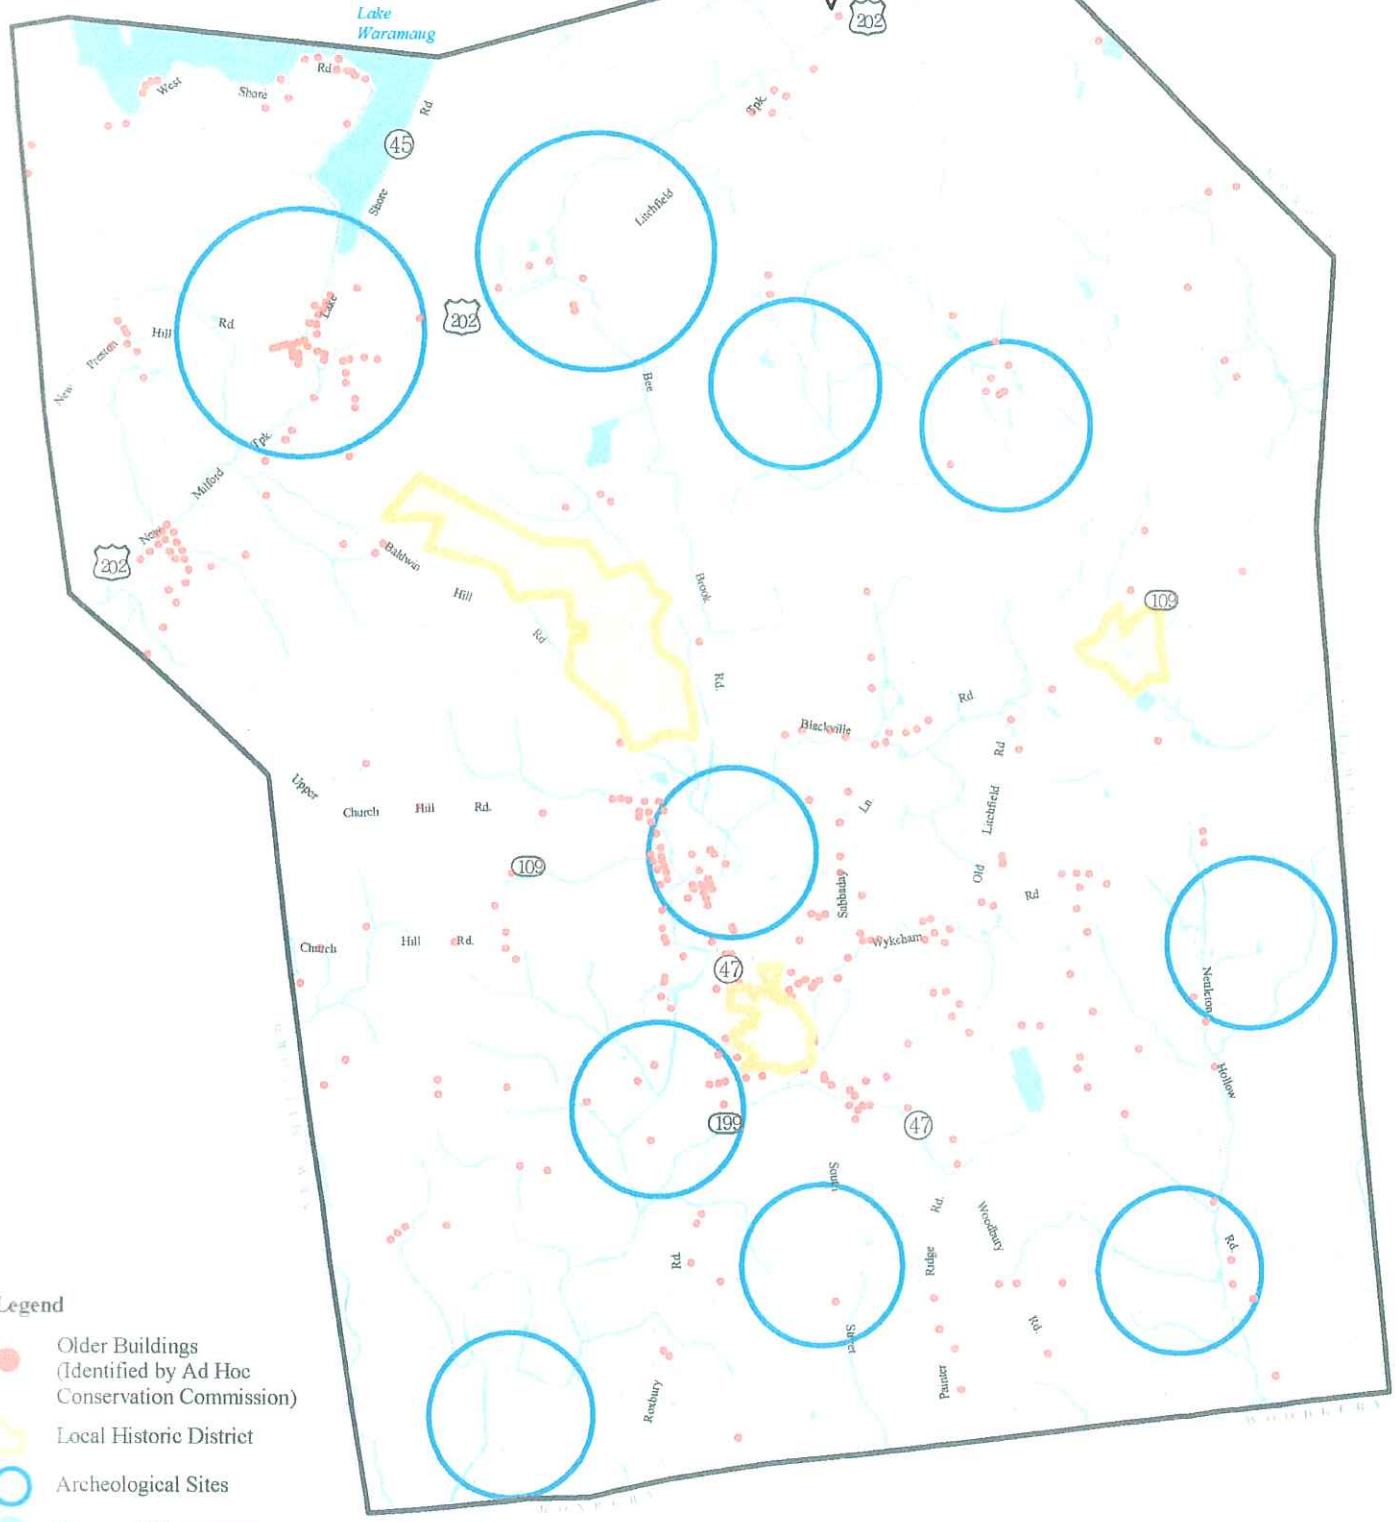 Lake
Waramaug
202
West
Shore
Rd
Rd.
45
Shore
Tpk.
Litchfield
Lake
202
Rd.
Hill
Preston
New
Bee
Tpk.
Milford
New
202
Baldwin
Hill
Rd
Brook
Rd.
109
Blackville
Rd
Rd
Upper
Church
Hill
Rd.
Ln.
Litchfield
Old
109
Rd
Sabbaday
Church
Hill
Rd.
Wykeham
47
Nettleton
Hollow
199
47
South
Rd.
Woodbury
Rd.
Rd.
Ridge
Street
Rd.
Painter
Roxbury
WOODBURY
ROXBURY
Legend
Older Buildings
(Identified by Ad Hoc
Conservation Commission)
Local Historic District
Archeological Sites